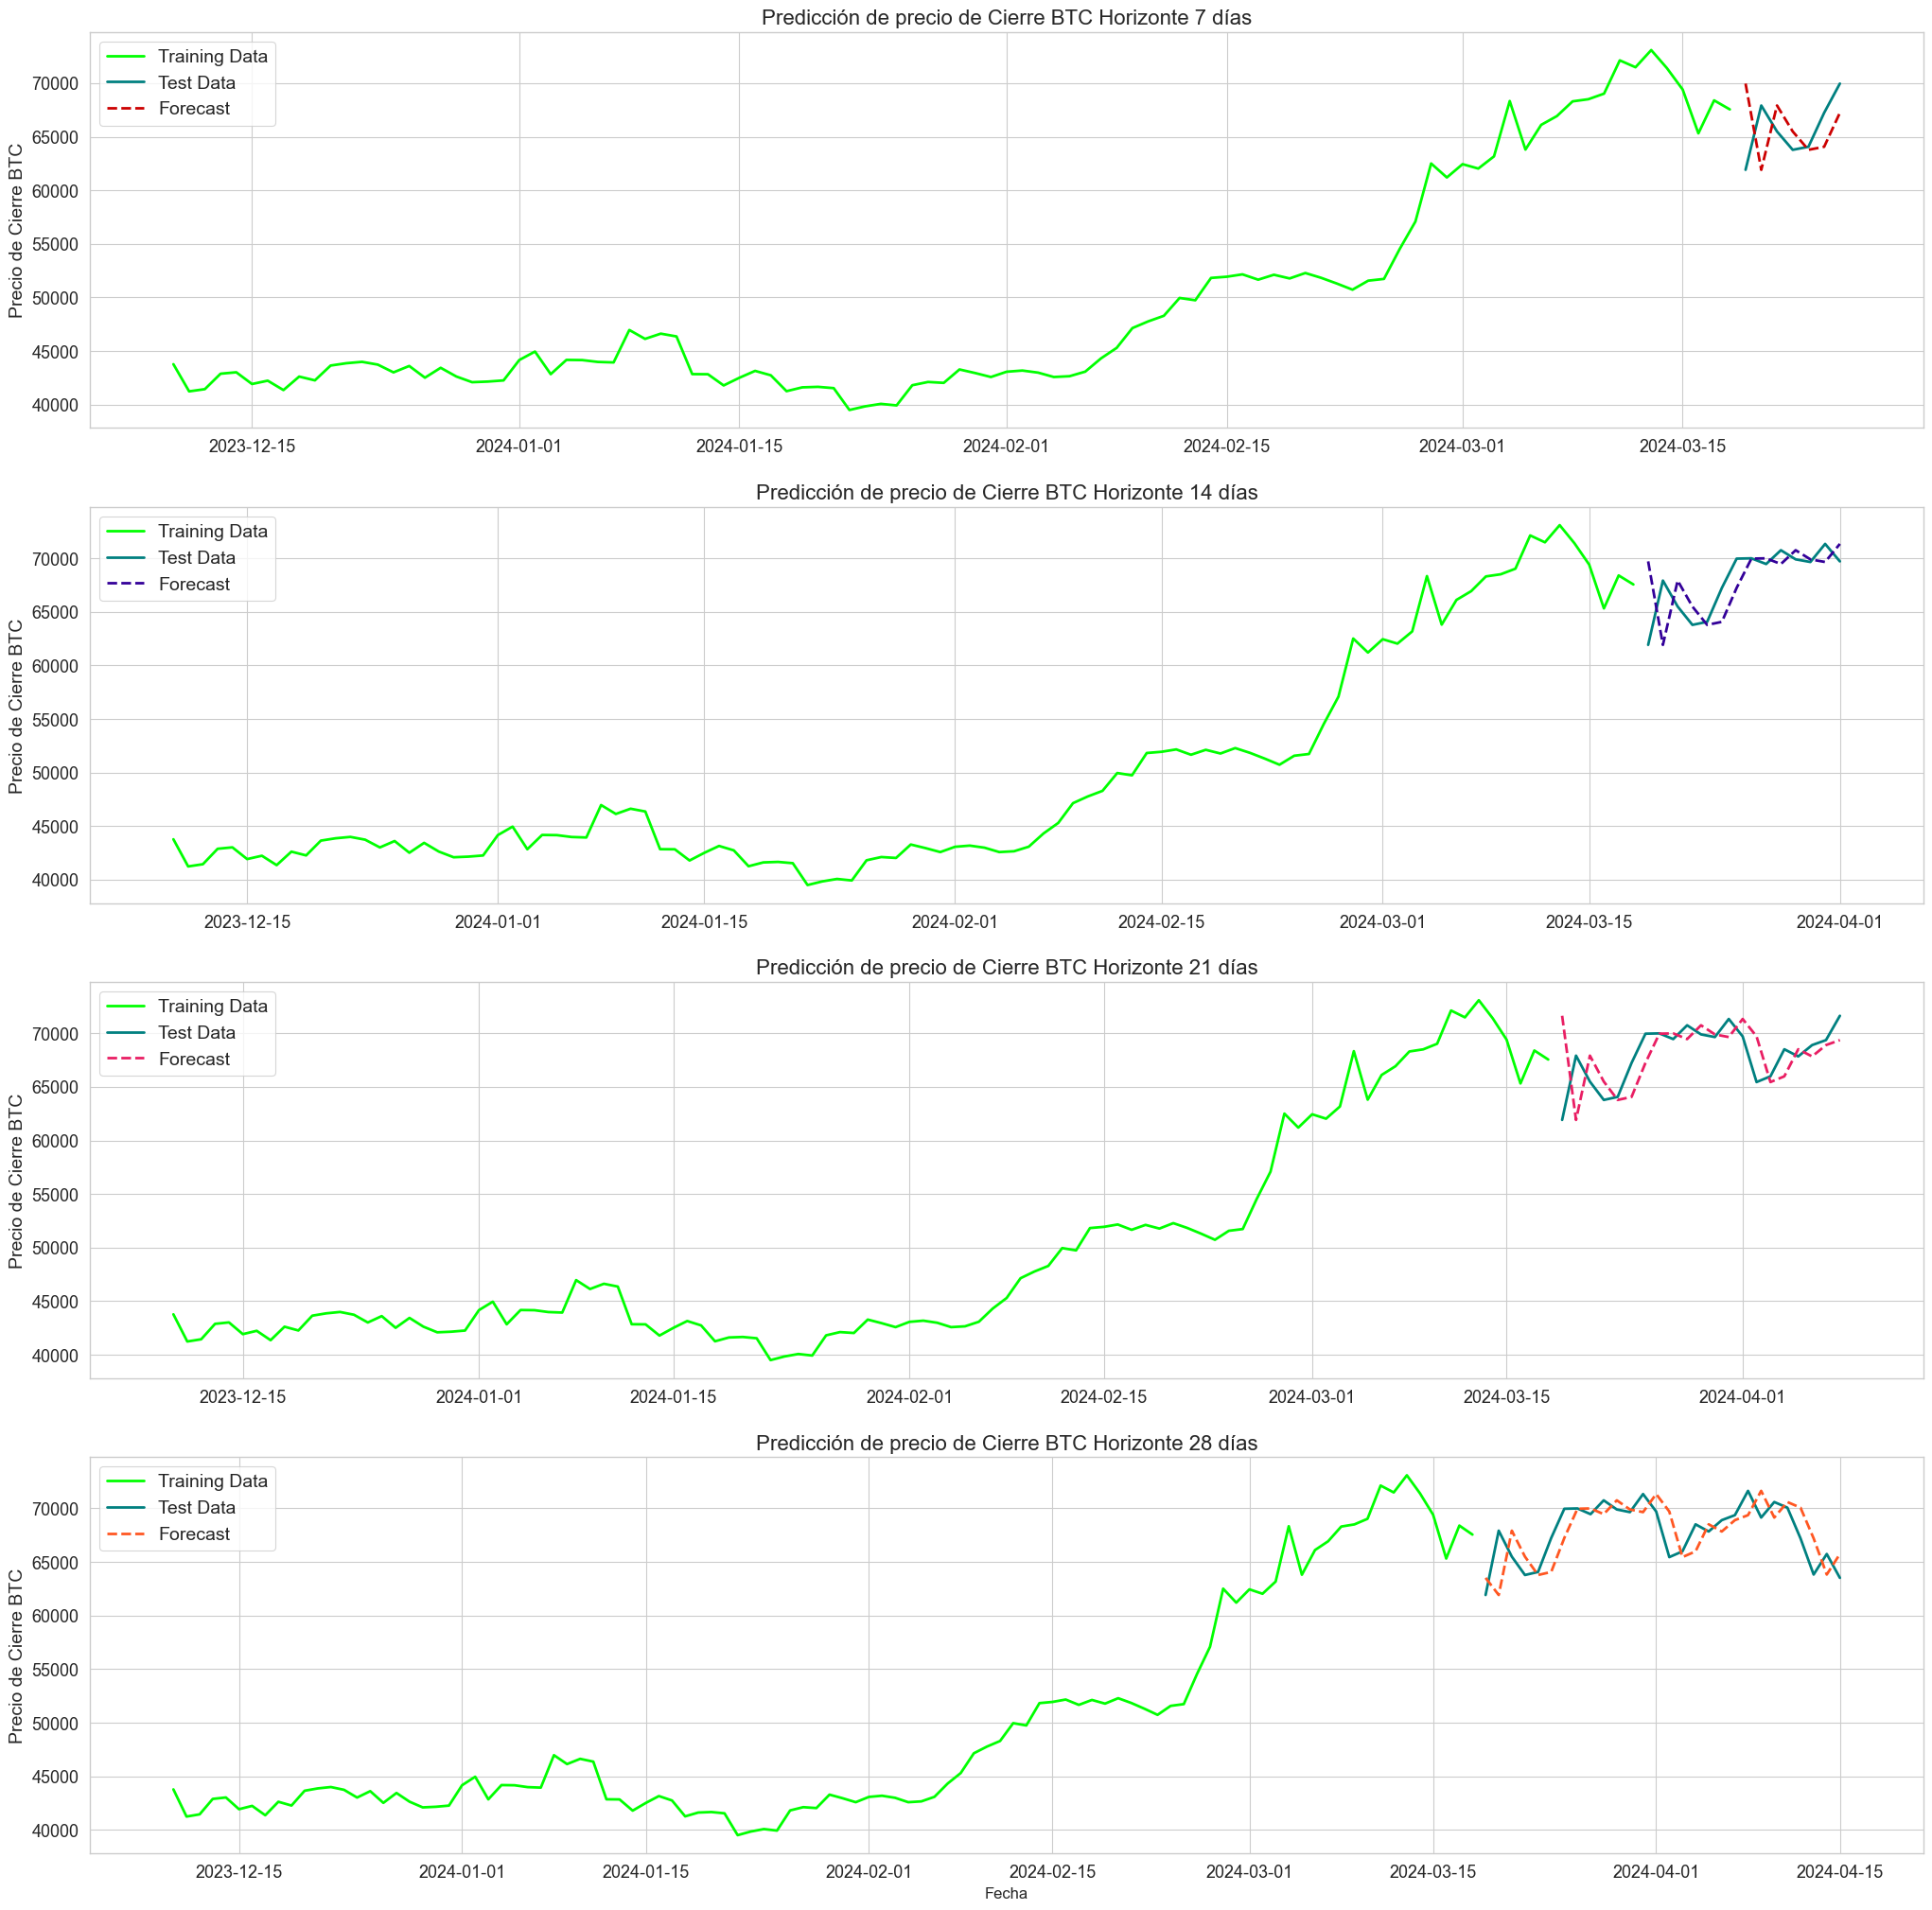 Predicción de precio de Cierre BTC Horizonte 7 días
Training Data
Test Data
Forecast
Precio de Cierre BTC
70000
65000
60000
55000
50000
45000
40000
2023-12-15
2024-01-01
2024-01-15
2024-02-01
2024-02-15
2024-03-01
2024-03-15
Predicción de precio de Cierre BTC Horizonte 14 días
Training Data
Test Data
Forecast
Precio de Cierre BTC
70000
65000
60000
55000
50000
45000
40000
2023-12-15
2024-01-01
2024-01-15
2024-02-01
2024-02-15
2024-03-01
2024-03-15
2024-04-01
Predicción de precio de Cierre BTC Horizonte 21 días
Training Data
Test Data
Forecast
Precio de Cierre BTC
70000
65000
60000
55000
50000
45000
40000
2023-12-15
2024-01-01
2024-01-15
2024-02-01
2024-02-15
2024-03-01
2024-03-15
2024-04-01
Predicción de precio de Cierre BTC Horizonte 28 días
Training Data
Test Data
Forecast
Precio de Cierre BTC
70000
65000
60000
55000
50000
45000
40000
2023-12-15
2024-01-01
2024-01-15
2024-02-01
2024-02-15
2024-03-01
2024-03-15
2024-04-01
2024-04-15
Fecha